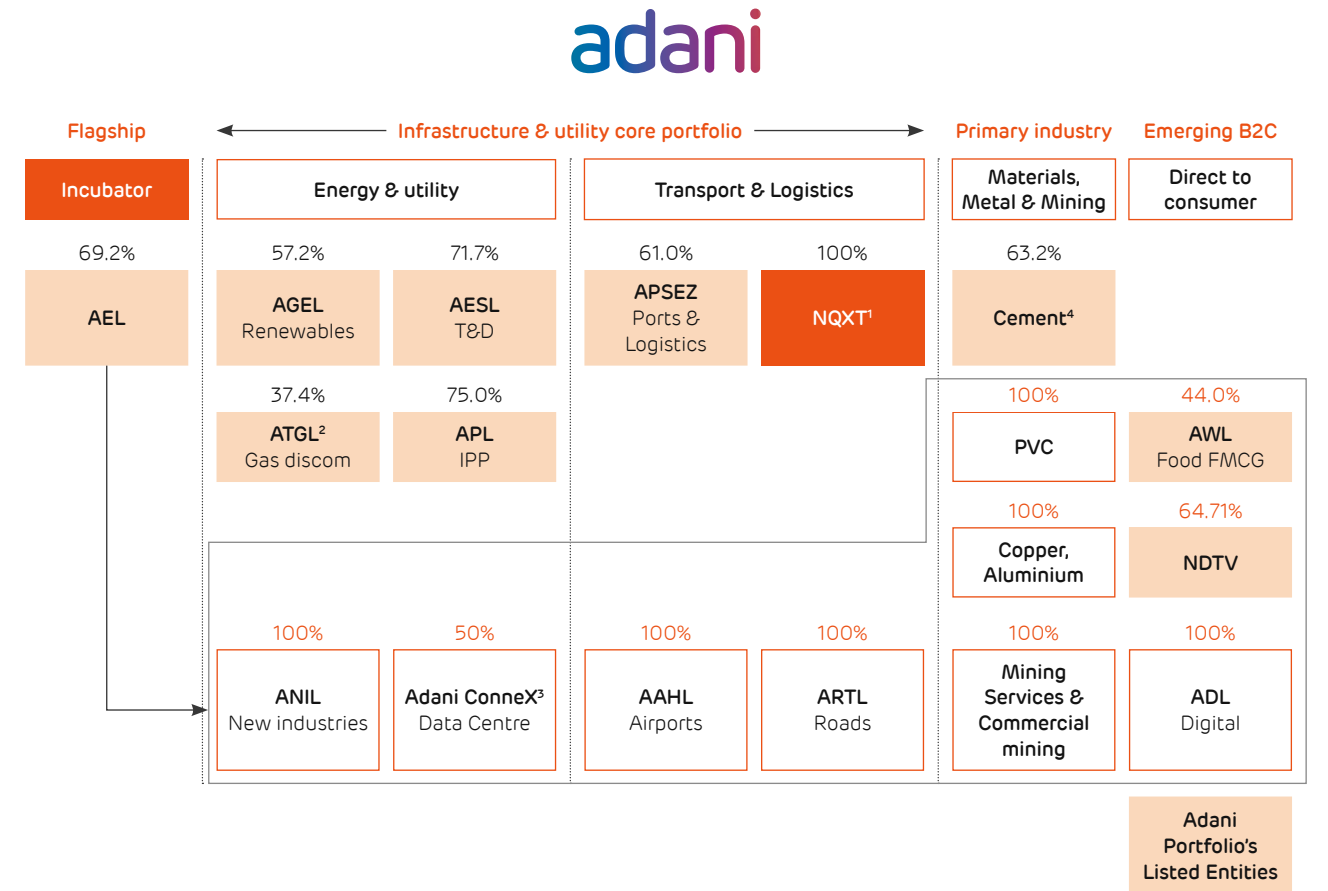 adani
Flagship
Infrastructure & utility core portfolio
Primary industry
Emerging B2C
Incubator
Energy & utility
Transport & Logistics
Materials,
Metal & Mining
Direct to
consumer
69.2%
AEL
57.2%
AGEL
Renewables
71.7%
AESL
T&D
61.0%
APSEZ
Ports &
Logistics
100%
NQXT¹
63.2%
Cement⁴
37.4%
ATGL²
Gas discom
75.0%
APL
IPP
100%
PVC
44.0%
AWL
Food FMCG
100%
Copper,
Aluminium
64.71%
NDTV
100%
ANIL
New industries
50%
Adani ConneX³
Data Centre
100%
AAHL
Airports
100%
ARTL
Roads
100%
Mining
Services &
Commercial
mining
100%
ADL
Digital
Adani
Portfolio's
Listed Entities